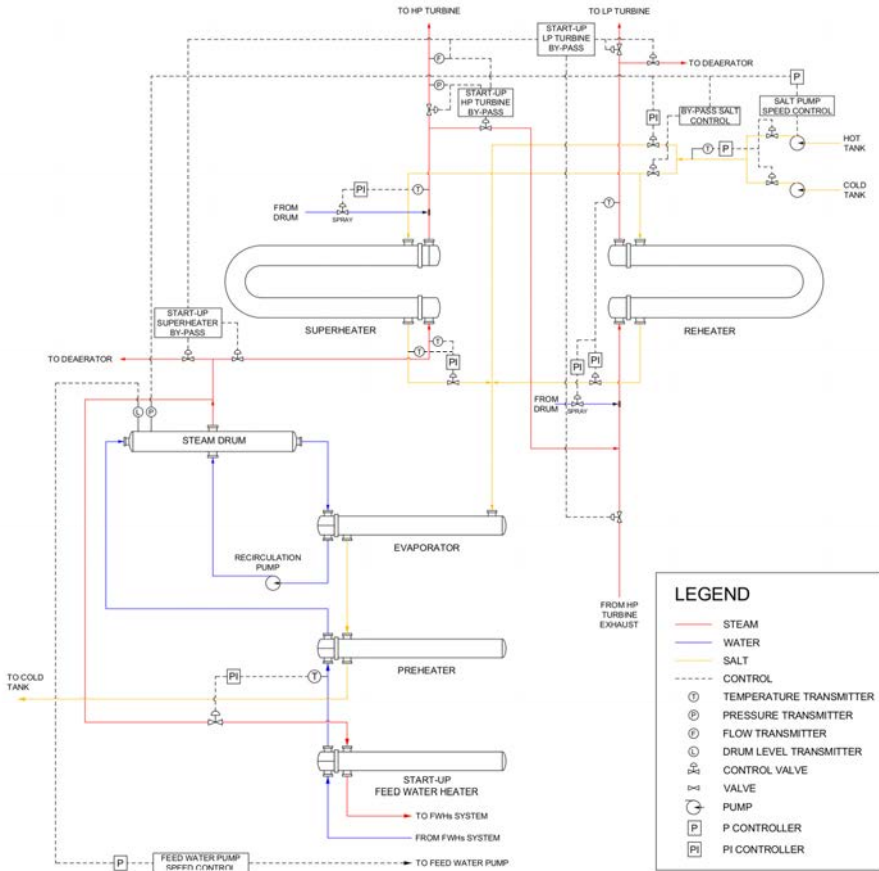 TO HP TURBINE
TO LP TURBINE
START-UP
LP TURBINE
BY-PASS
TO DEAERATOR
F
P
START-UP
HP TURBINE
BY-PASS
P
SALT PUMP
SPEED CONTROL
BY-PASS SALT
CONTROL
PI
T
P
HOT
TANK
COLD
TANK
PI
T
FROM
DRUM
SPRAY
T
SUPERHEATER
REHEATER
START-UP
SUPERHEATER
BY-PASS
T
T
PI
PI
PI
TO DEAERATOR
FROM
DRUM
SPRAY
L
P
STEAM DRUM
EVAPORATOR
RECIRCULATION
PUMP
FROM HP
TURBINE
EXHAUST
PREHEATER
TO COLD
TANK
PI
T
START-UP
FEED WATER HEATER
TO FWHs SYSTEM
FROM FWHs SYSTEM
P
FEED WATER PUMP
SPEED CONTROL
TO FEED WATER PUMP
LEGEND
STEAM
WATER
SALT
CONTROL
T TEMPERATURE TRANSMITTER
P PRESSURE TRANSMITTER
F FLOW TRANSMITTER
L DRUM LEVEL TRANSMITTER
CONTROL VALVE
VALVE
PUMP
P P CONTROLLER
PI PI CONTROLLER